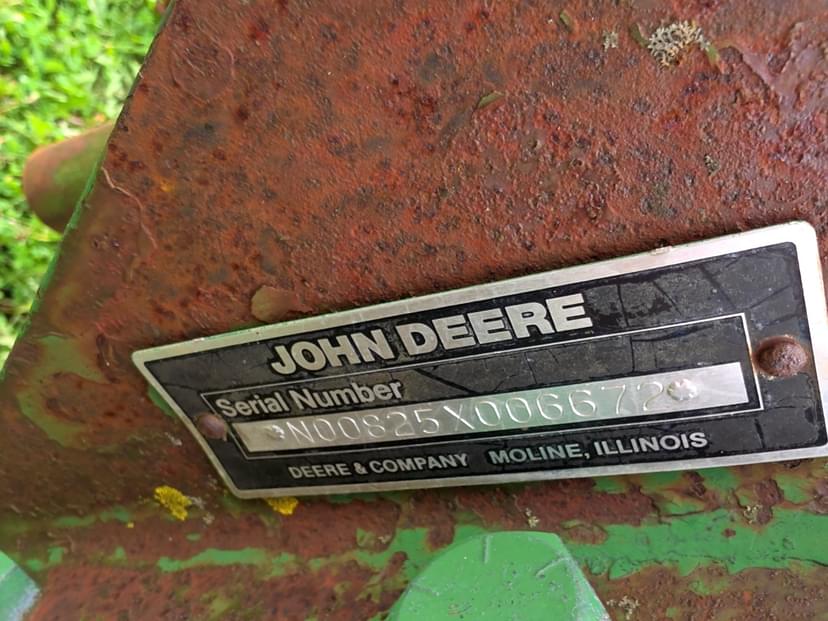 JOHN DEERE
Serial Number
*N00825X006672*
DEERE & COMPANY MOLINE, ILLINOIS